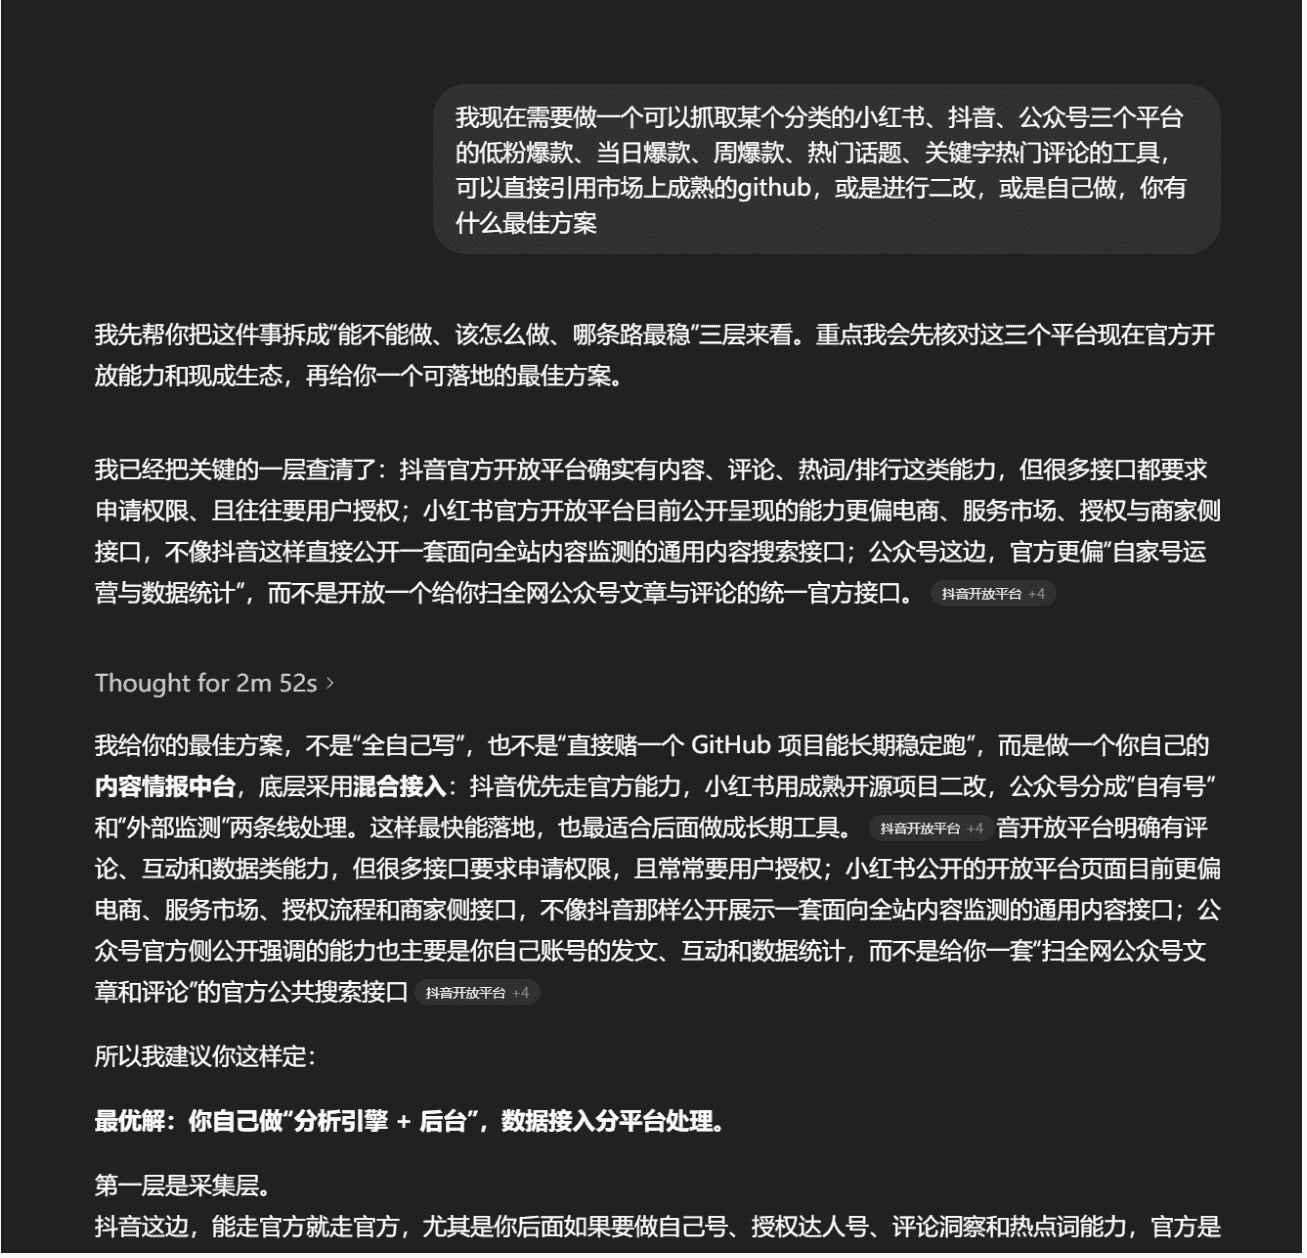 我现在需要做一个可以抓取某个分类的小红书、抖音、公众号三个平台
的低粉爆款、当日爆款、周爆款、热门话题、关键字热门评论的工具，
可以直接引用市场上成熟的github，或是进行二改，或是自己做，你有
什么最佳方案
我先帮你把这件事拆成“能不能做、该怎么做、哪条路最稳”三层来看。重点我会先核对这三个平台现在官方开
放能力和现成生态，再给你一个可落地的最佳方案。
我已经把关键的一层查清了：抖音官方开放平台确实有内容、评论、热词/排行这类能力，但很多接口都要求
申请权限、且往往要用户授权；小红书官方开放平台目前公开呈现的能力更偏电商、服务市场、授权与商家侧
接口，不像抖音这样直接公开一套面向全站内容监测的通用内容搜索接口；公众号这边，官方更偏“自家号运
营与数据统计”，而不是开放一个给你扫全网公众号文章与评论的统一官方接口。 抖音开放平台 +4
Thought for 2m 52s >
我给你的最佳方案，不是“全自己写”，也不是“直接赌一个 GitHub 项目能长期稳定跑”，而是做一个你自己的
内容情报中台，底层采用混合接入：抖音优先走官方能力，小红书用成熟开源项目二改，公众号分成“自有号”
和“外部监测”两条线处理。这样最快能落地，也最适合后面做成长期工具。 抖音开放平台 +4 音开放平台明确有评
论、互动和数据类能力，但很多接口要求申请权限，且常常要用户授权；小红书公开的开放平台页面目前更偏
电商、服务市场、授权流程和商家侧接口，不像抖音那样公开展示一套面向全站内容监测的通用内容接口；公
众号官方侧公开强调的能力也主要是你自己账号的发文、互动和数据统计，而不是给你一套“扫全网公众号文
章和评论”的官方公共搜索接口 抖音开放平台 +4
所以我建议你这样定：
最优解：你自己做“分析引擎 + 后台”，数据接入分平台处理。
第一层是采集层。
抖音这边，能走官方就走官方，尤其是你后面如果要做自己号、授权达人号、评论洞察和热点词能力，官方是